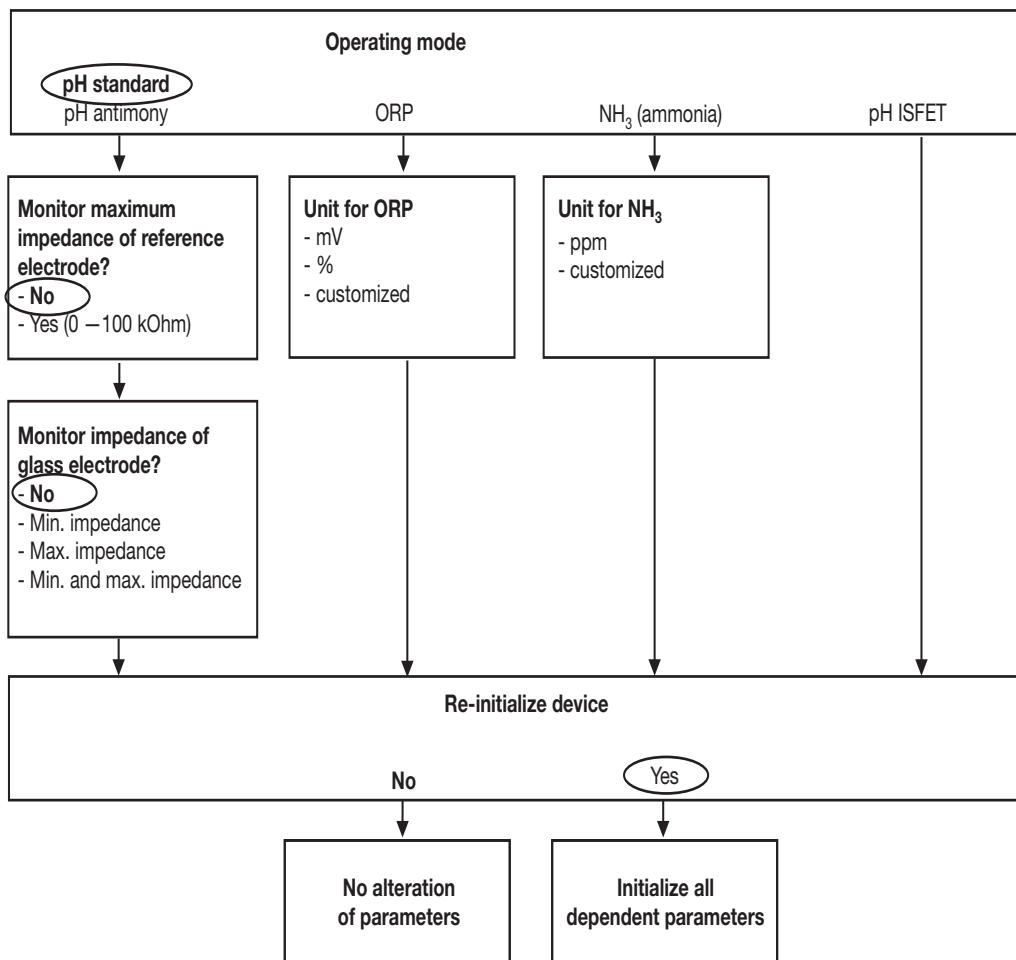 Operating mode
pH standard
pH antimony
ORP
NH₃ (ammonia)
pH ISFET
Monitor maximum
impedance of reference
electrode?
- No
- Yes (0 – 100 kOhm)
Unit for ORP
- mV
- %
- customized
Unit for NH₃
- ppm
- customized
Monitor impedance of
glass electrode?
- No
- Min. impedance
- Max. impedance
- Min. and max. impedance
Re-initialize device
No
Yes
No alteration
of parameters
Initialize all
dependent parameters